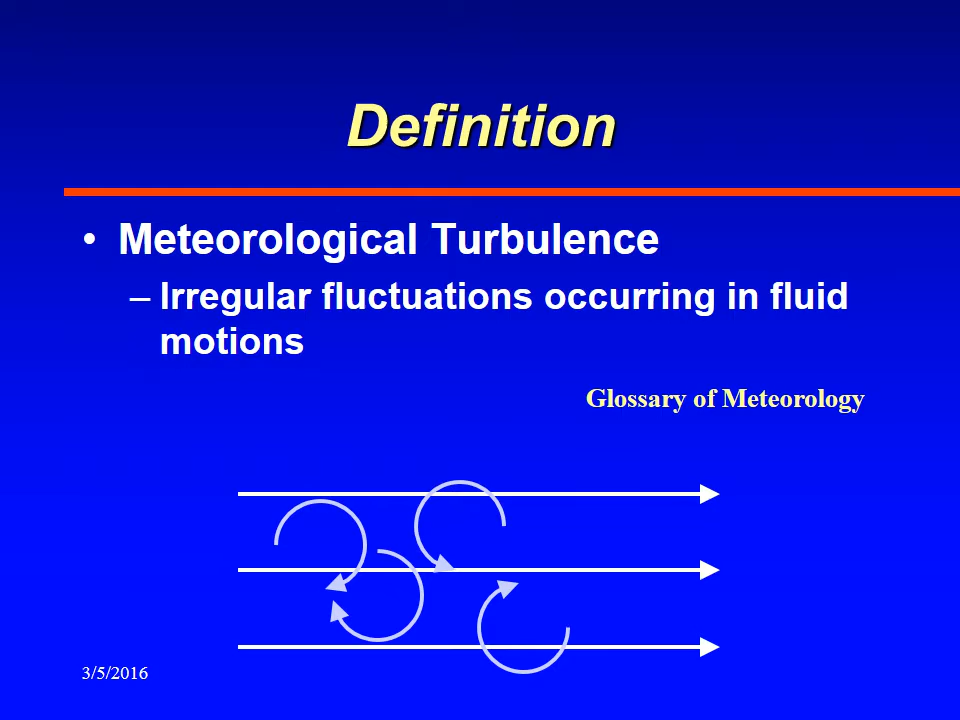 Definition
• Meteorological Turbulence
– Irregular fluctuations occurring in fluid
motions
Glossary of Meteorology
3/5/2016